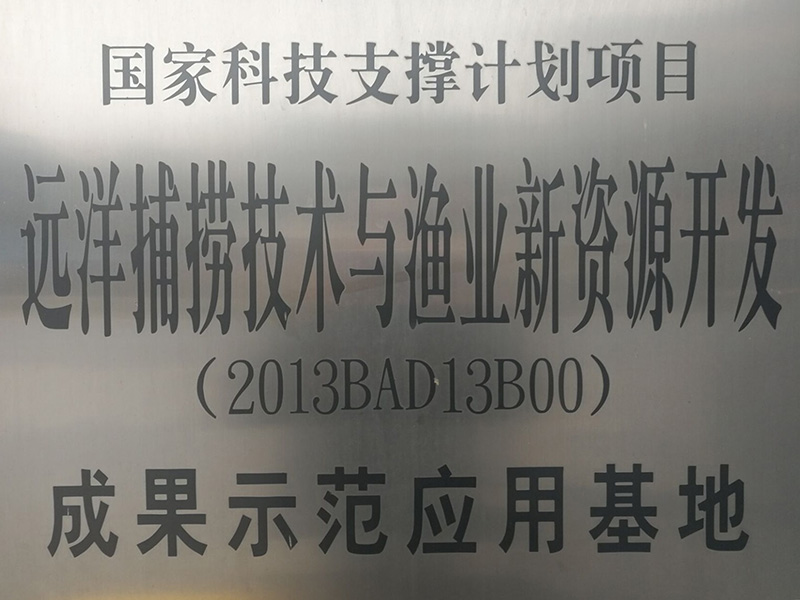 国家科技支撑计划项目
远洋捕捞技术与渔业新资源开发
（2013BAD13B00）
成果示范应用基地